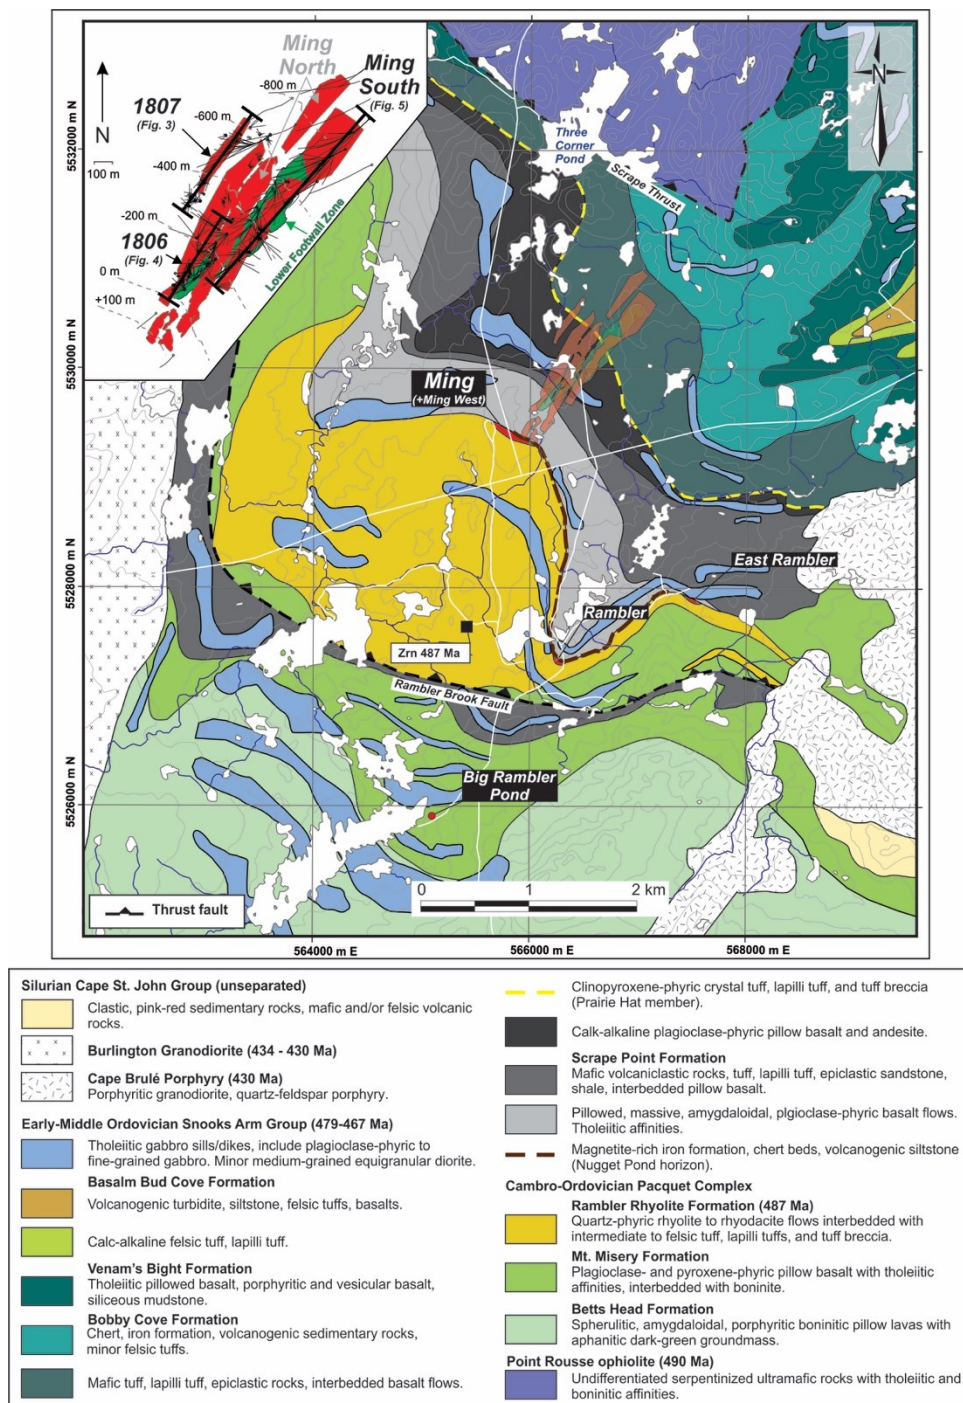 Ming
North
Ming
South
(Fig. 5)
-800 m
1807
(Fig. 3)
-600 m
N
100 m
-400 m
-200 m
1806
(Fig. 4)
0 m
+100 m
Lower Footwall Zone
N
Three
Corner
Pond
Scrape Thrust
5532000 m N
5530000 m N
Ming
(+Ming West)
5528000 m N
East Rambler
Rambler
Zrn 487 Ma
Rambler Brook Fault
Big Rambler
Pond
5526000 m N
0 1 2 km
Thrust fault
564000 m E
566000 m E
568000 m E
Silurian Cape St. John Group (unseparated)
Clastic, pink-red sedimentary rocks, mafic and/or felsic volcanic
rocks.
Burlington Granodiorite (434 - 430 Ma)
Cape Brulé Porphyry (430 Ma)
Porphyritic granodiorite, quartz-feldspar porphyry.
Early-Middle Ordovician Snooks Arm Group (479-467 Ma)
Tholeiitic gabbro sills/dikes, include plagioclase-phyric to
fine-grained gabbro. Minor medium-grained equigranular diorite.
Basalm Bud Cove Formation
Volcanogenic turbidite, siltstone, felsic tuffs, basalts.
Calc-alkaline felsic tuff, lapilli tuff.
Venam's Bight Formation
Tholeiitic pillowed basalt, porphyritic and vesicular basalt,
siliceous mudstone.
Bobby Cove Formation
Chert, iron formation, volcanogenic sedimentary rocks,
minor felsic tuffs.
Mafic tuff, lapilli tuff, epiclastic rocks, interbedded basalt flows.
Clinopyroxene-phyric crystal tuff, lapilli tuff, and tuff breccia
(Prairie Hat member).
Calk-alkaline plagioclase-phyric pillow basalt and andesite.
Scrape Point Formation
Mafic volcaniclastic rocks, tuff, lapilli tuff, epiclastic sandstone,
shale, interbedded pillow basalt.
Pillowed, massive, amygdaloidal, plgioclase-phyric basalt flows.
Tholeiitic affinities.
Magnetite-rich iron formation, chert beds, volcanogenic siltstone
(Nugget Pond horizon).
Cambro-Ordovician Pacquet Complex
Rambler Rhyolite Formation (487 Ma)
Quartz-phyric rhyolite to rhyodacite flows interbedded with
intermediate to felsic tuff, lapilli tuffs, and tuff breccia.
Mt. Misery Formation
Plagioclase- and pyroxene-phyric pillow basalt with tholeiitic
affinities, interbedded with boninite.
Betts Head Formation
Spherulitic, amygdaloidal, porphyritic boninitic pillow lavas with
aphanitic dark-green groundmass.
Point Rousse ophiolite (490 Ma)
Undifferentiated serpentinized ultramafic rocks with tholeiitic and
boninitic affinities.